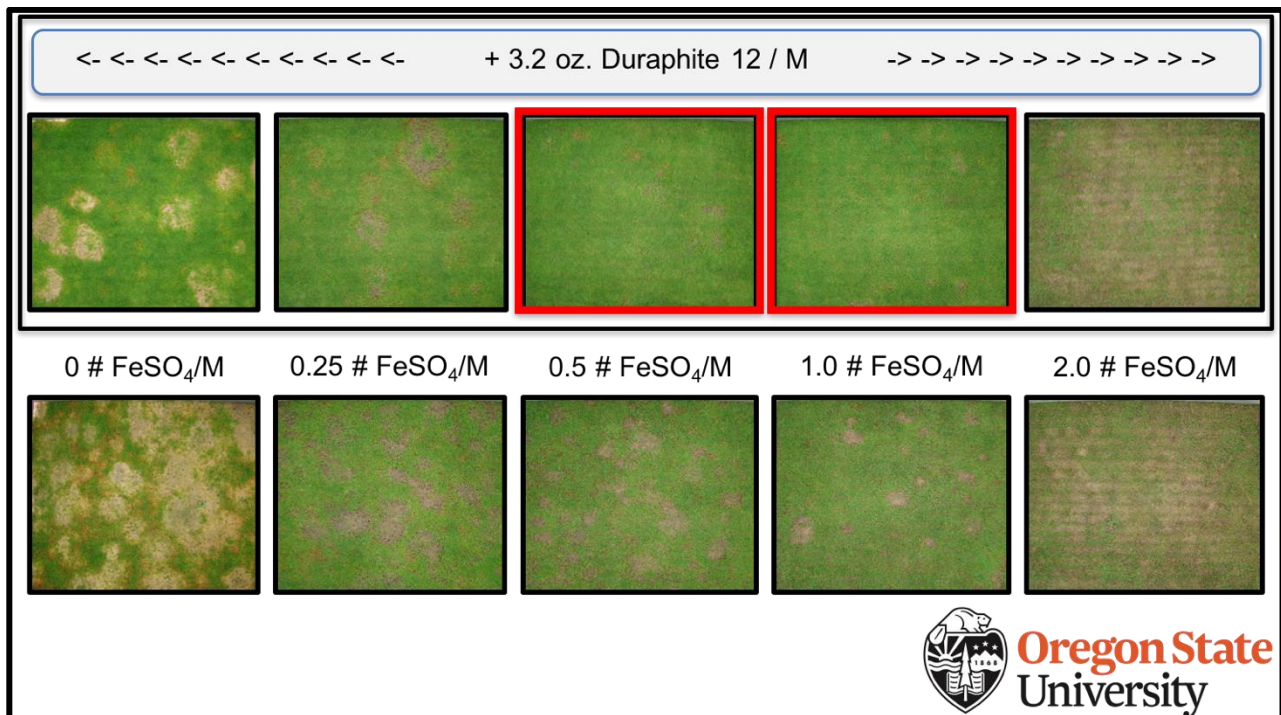 <- <- <- <- <- <- <- <- <- <- + 3.2 oz. Duraphite 12 / M -> -> -> -> -> -> -> -> -> ->
0 # FeSO₄/M 0.25 # FeSO₄/M 0.5 # FeSO₄/M 1.0 # FeSO₄/M 2.0 # FeSO₄/M
1868
Oregon State
University